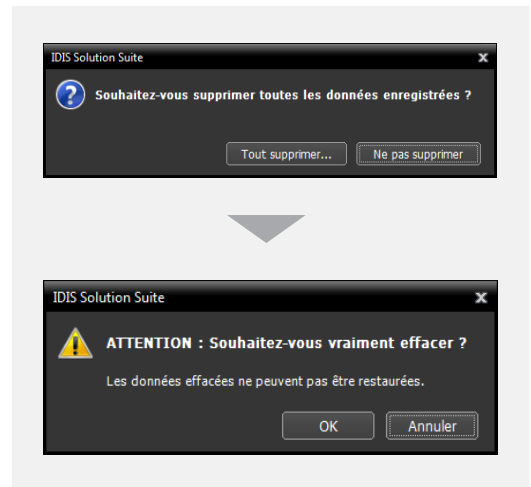 IDIS Solution Suite
Souhaitez-vous supprimer toutes les données enregistrées ?
Tout supprimer... Ne pas supprimer
IDIS Solution Suite
ATTENTION : Souhaitez-vous vraiment effacer ?
Les données effacées ne peuvent pas être restaurées.
OK Annuler